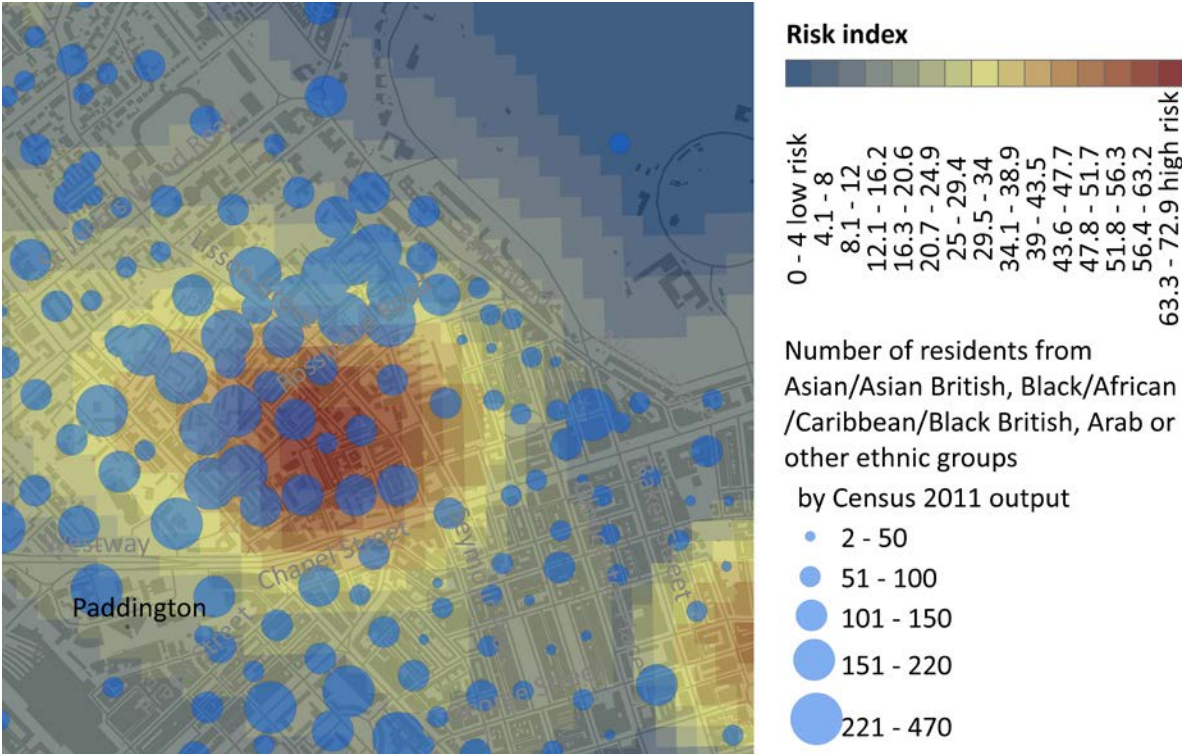 Risk index
0 - 4 low risk
4.1 - 8
8.1 - 12
12.1 - 16.2
16.3 - 20.6
20.7 - 24.9
25 - 29.4
29.5 - 34
34.1 - 38.9
39 - 43.5
43.6 - 47.7
47.8 - 51.7
51.8 - 56.3
56.4 - 63.2
63.3 - 72.9 high risk
Number of residents from
Asian/Asian British, Black/African
/Caribbean/Black British, Arab or
other ethnic groups
by Census 2011 output
2 - 50
51 - 100
101 - 150
151 - 220
221 - 470
Westway
Chapel Street
Paddington